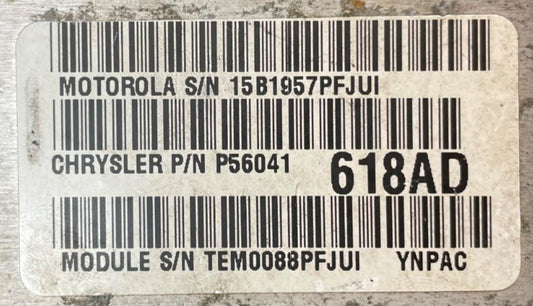 MOTOROLA S/N 15B1957PFJUI
CHRYSLER P/N P56041 618AD
MODULE S/N TEM0088PFJUI YNPAC